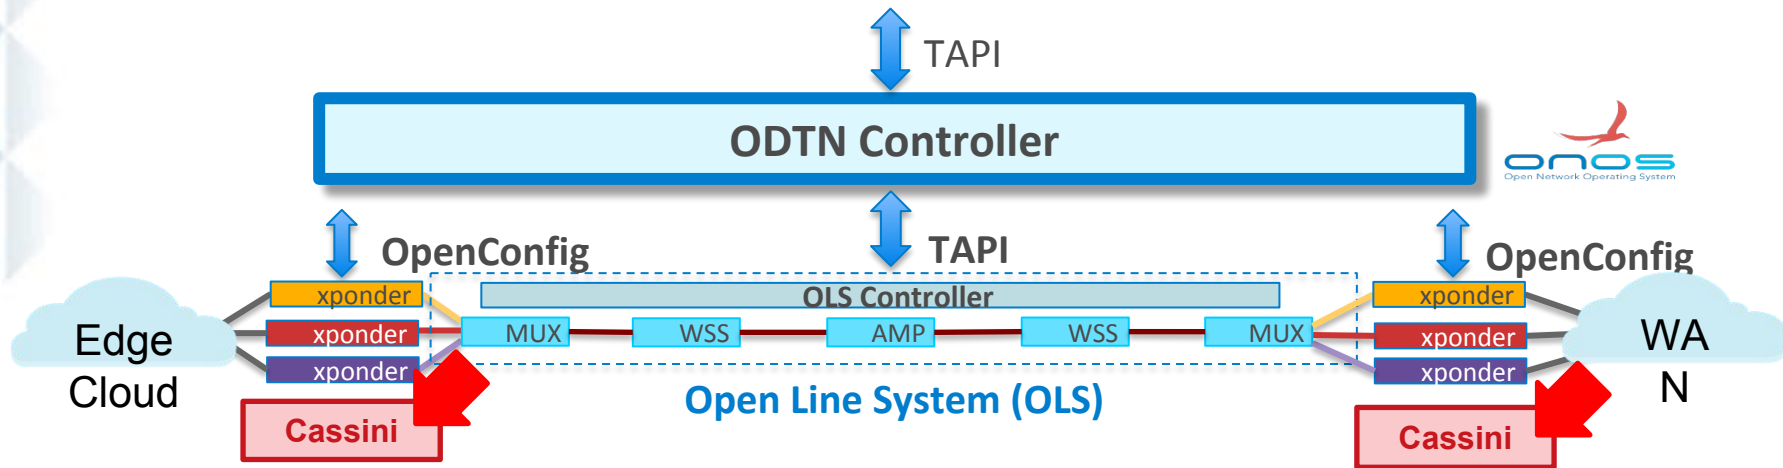 TAPI
ODTN Controller
onos
Open Network Operating System
OpenConfig
TAPI
OpenConfig
xponder
OLS Controller
xponder
Edge
Cloud
xponder
MUX
WSS
AMP
WSS
MUX
xponder
WA
N
xponder
xponder
Open Line System (OLS)
Cassini
Cassini